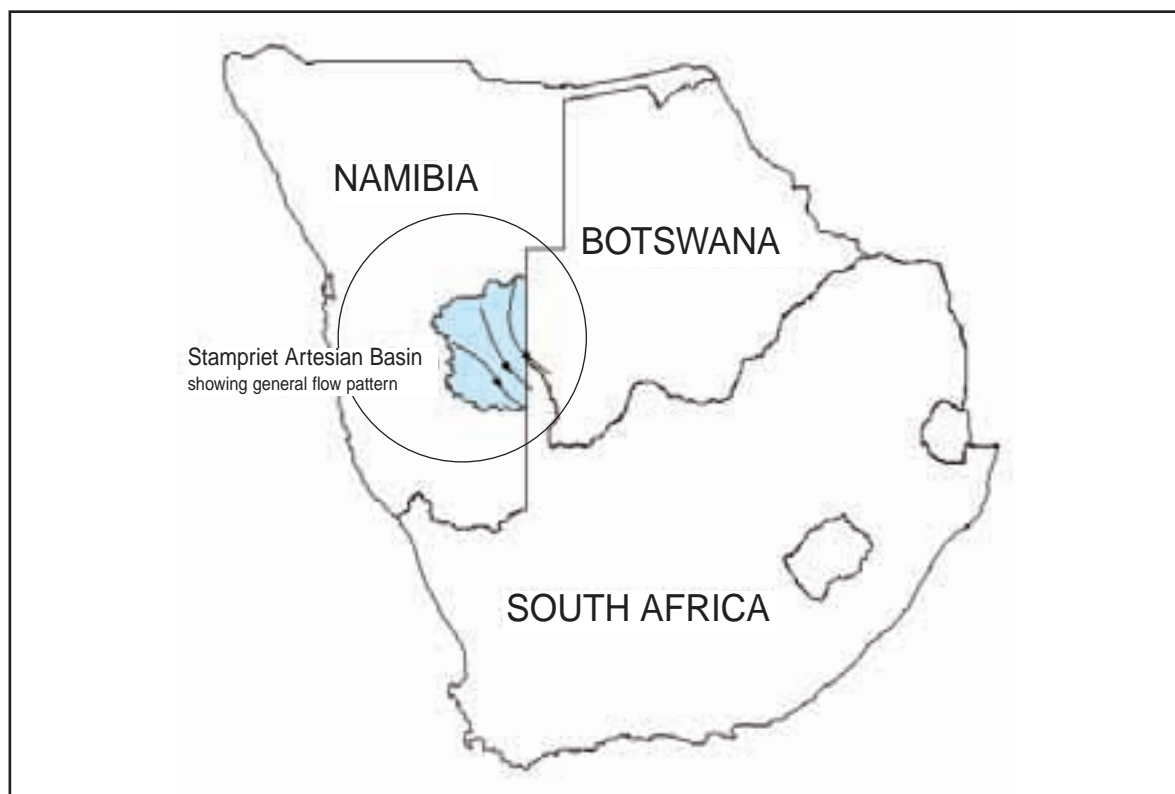 NAMIBIA
BOTSWANA
Stampriet Artesian Basin
showing general flow pattern
SOUTH AFRICA